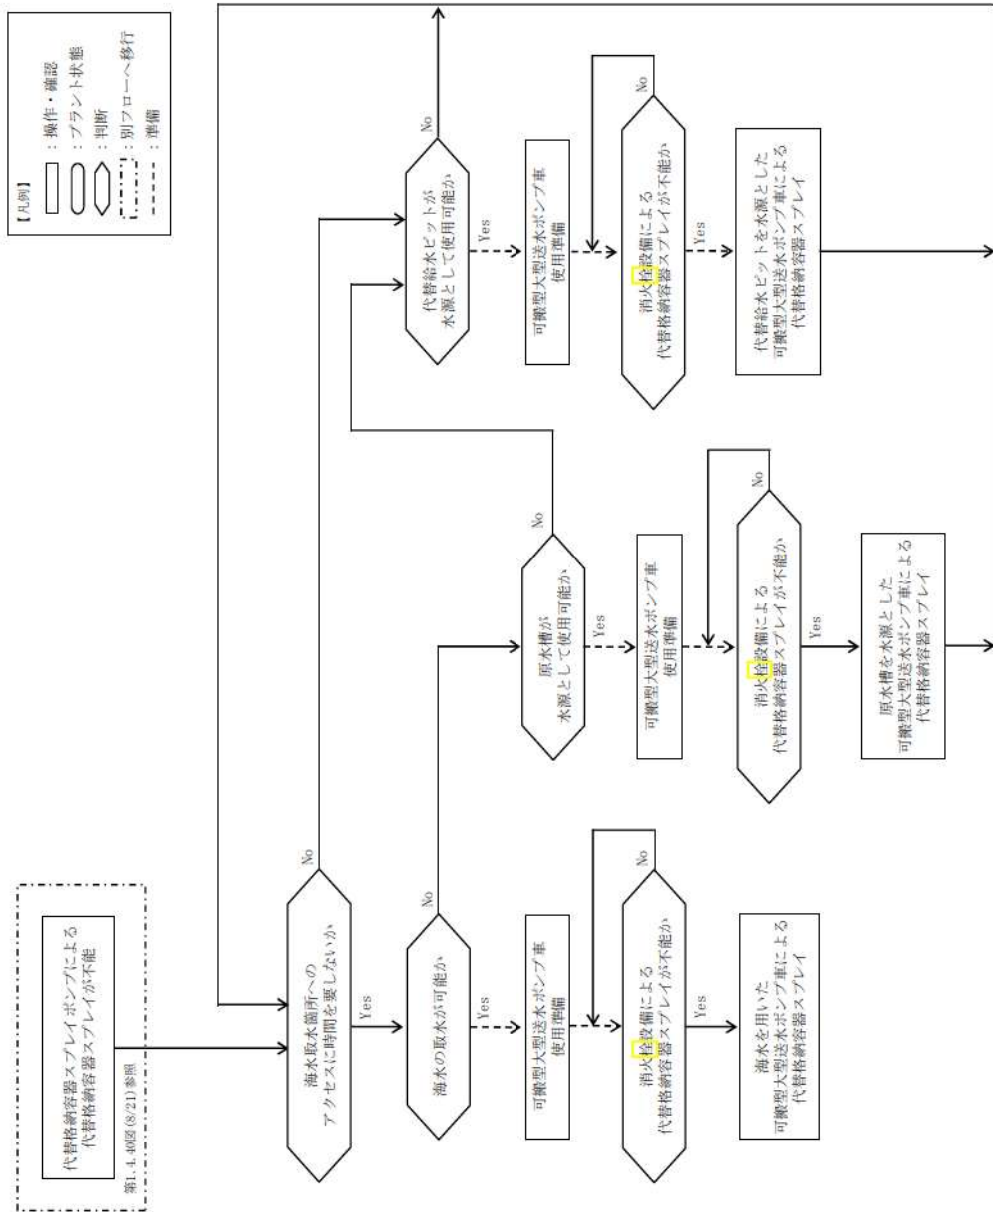 【凡例】
：操作・確認
：プラント状態
：判断
：別フローへ移行
：準備
代替格納容器スプレイポンプによる
代替格納容器スプレイが不能
第1.4.40図(8/21)参照
海水取水箇所への
アクセスに時間を要しないか
No
Yes
海水の取水が可能か
No
Yes
可搬型大型送水ポンプ車
使用準備
消火栓設備による
代替格納容器スプレイが不能か
No
Yes
海水を用いた
可搬型大型送水ポンプ車による
代替格納容器スプレイ
原水槽が
水源として使用可能か
No
Yes
可搬型大型送水ポンプ車
使用準備
消火栓設備による
代替格納容器スプレイが不能か
No
Yes
原水槽を水源とした
可搬型大型送水ポンプ車による
代替格納容器スプレイ
代替給水ピットが
水源として使用可能か
No
Yes
可搬型大型送水ポンプ車
使用準備
消火栓設備による
代替格納容器スプレイが不能か
No
Yes
代替給水ピットを水源とした
可搬型大型送水ポンプ車による
代替格納容器スプレイ